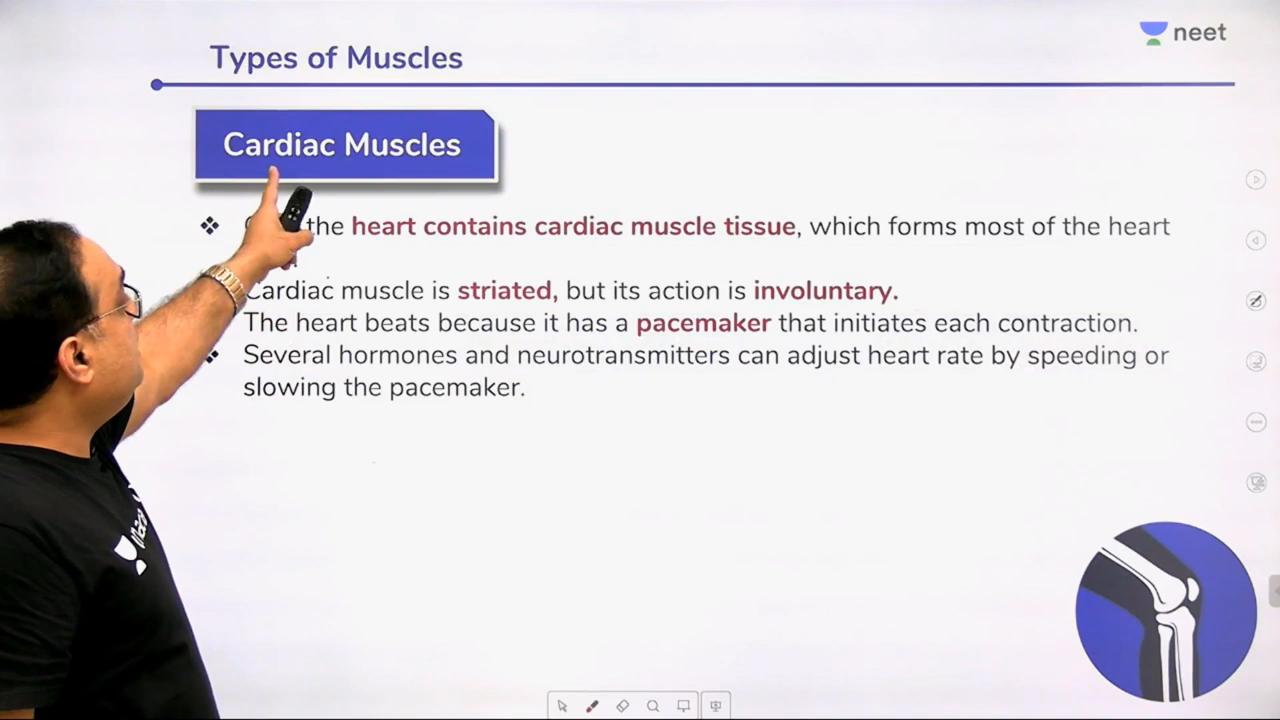 neet
Types of Muscles
Cardiac Muscles
the heart contains cardiac muscle tissue, which forms most of the heart
Cardiac muscle is striated, but its action is involuntary.
The heart beats because it has a pacemaker that initiates each contraction.
Several hormones and neurotransmitters can adjust heart rate by speeding or
slowing the pacemaker.